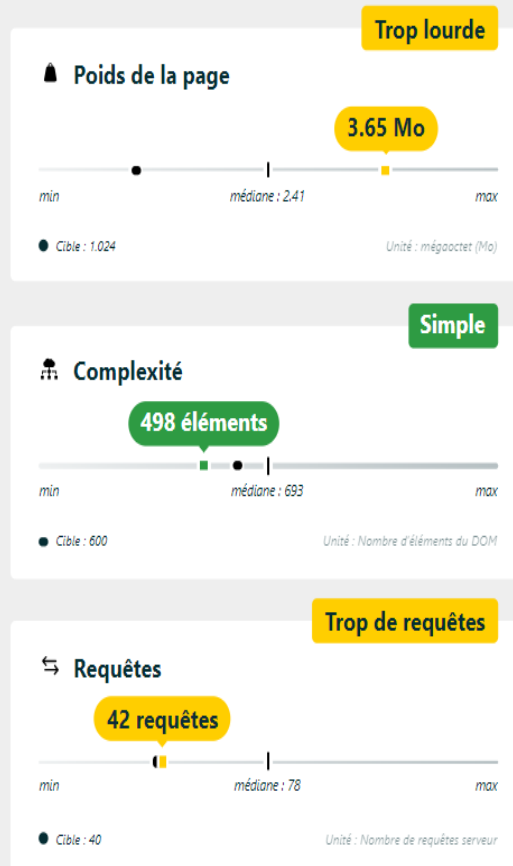 Trop lourde
Poids de la page
3.65 Mo
min médiane : 2.41 max
Cible : 1.024 Unité : mégaoctet (Mo)
Simple
Complexité
498 éléments
min médiane : 693 max
Cible : 600 Unité : Nombre d'éléments du DOM
Trop de requêtes
Requêtes
42 requêtes
min médiane : 78 max
Cible : 40 Unité : Nombre de requêtes serveur